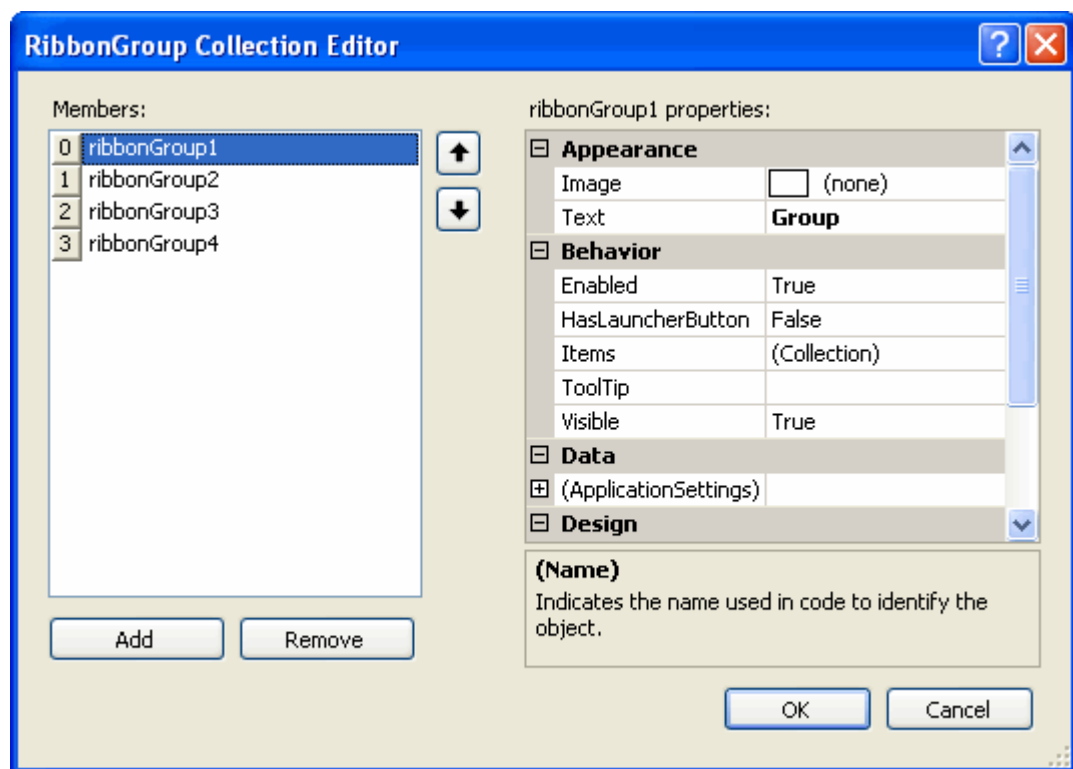 RibbonGroup Collection Editor
Members:
0 ribbonGroup1
1 ribbonGroup2
2 ribbonGroup3
3 ribbonGroup4
Add Remove
ribbonGroup1 properties:
Appearance
Image (none)
Text Group
Behavior
Enabled True
HasLauncherButton False
Items (Collection)
ToolTip
Visible True
Data
(ApplicationSettings)
Design
(Name)
Indicates the name used in code to identify the
object.
OK Cancel